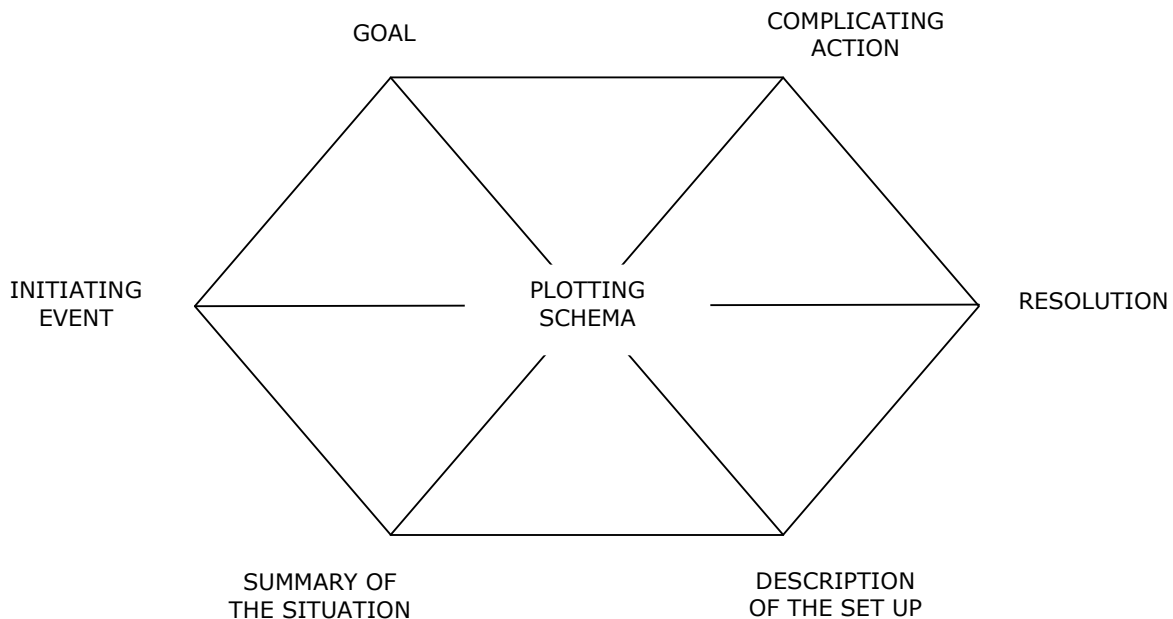 GOAL
COMPLICATING
ACTION
INITIATING
EVENT
PLOTTING
SCHEMA
RESOLUTION
SUMMARY OF
THE SITUATION
DESCRIPTION
OF THE SET UP